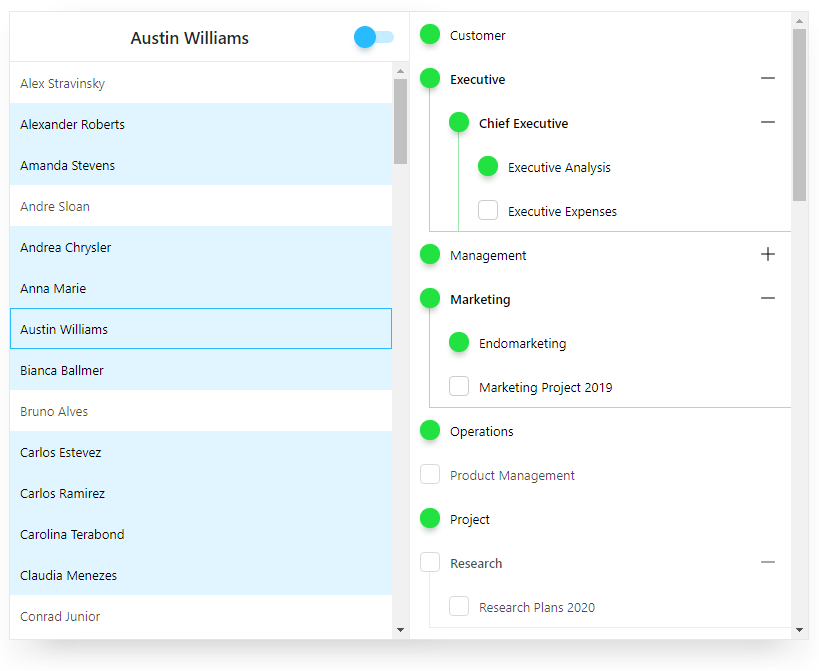 Austin Williams
Alex Stravinsky
Alexander Roberts
Amanda Stevens
Andre Sloan
Andrea Chrysler
Anna Marie
Austin Williams
Bianca Ballmer
Bruno Alves
Carlos Estevez
Carlos Ramirez
Carolina Terabond
Claudia Menezes
Conrad Junior
Customer
Executive
Chief Executive
Executive Analysis
Executive Expenses
Management
Marketing
Endomarketing
Marketing Project 2019
Operations
Product Management
Project
Research
Research Plans 2020